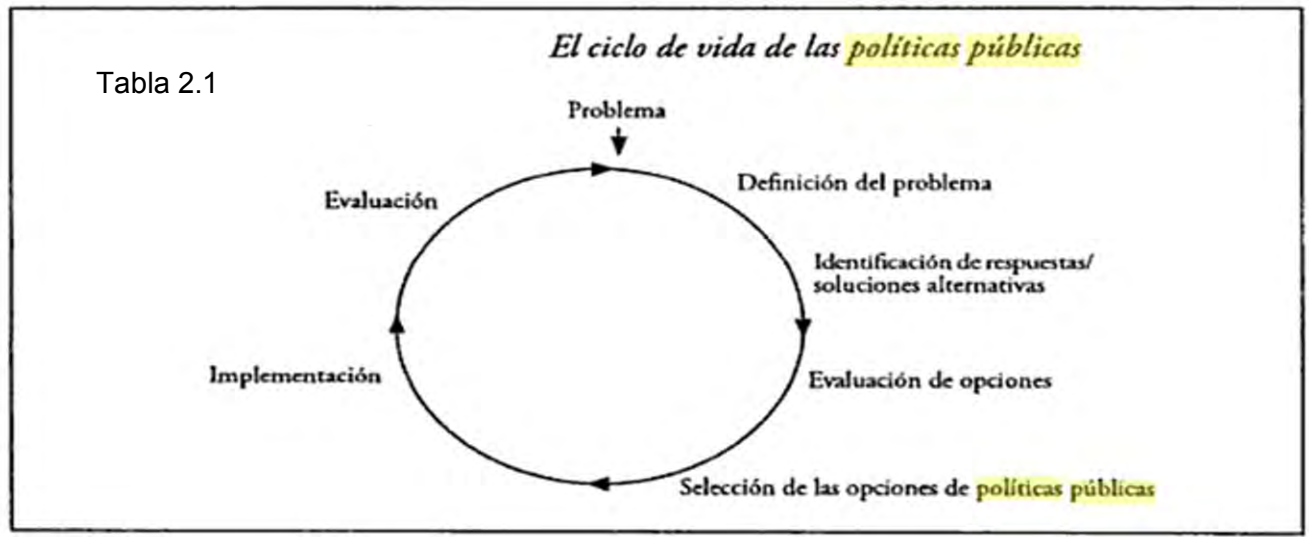 El ciclo de vida de las políticas públicas
Tabla 2.1
Problema
Definición del problema
Evaluación
Identificación de respuestas/
soluciones alternativas
Implementación
Evaluación de opciones
Selección de las opciones de políticas públicas